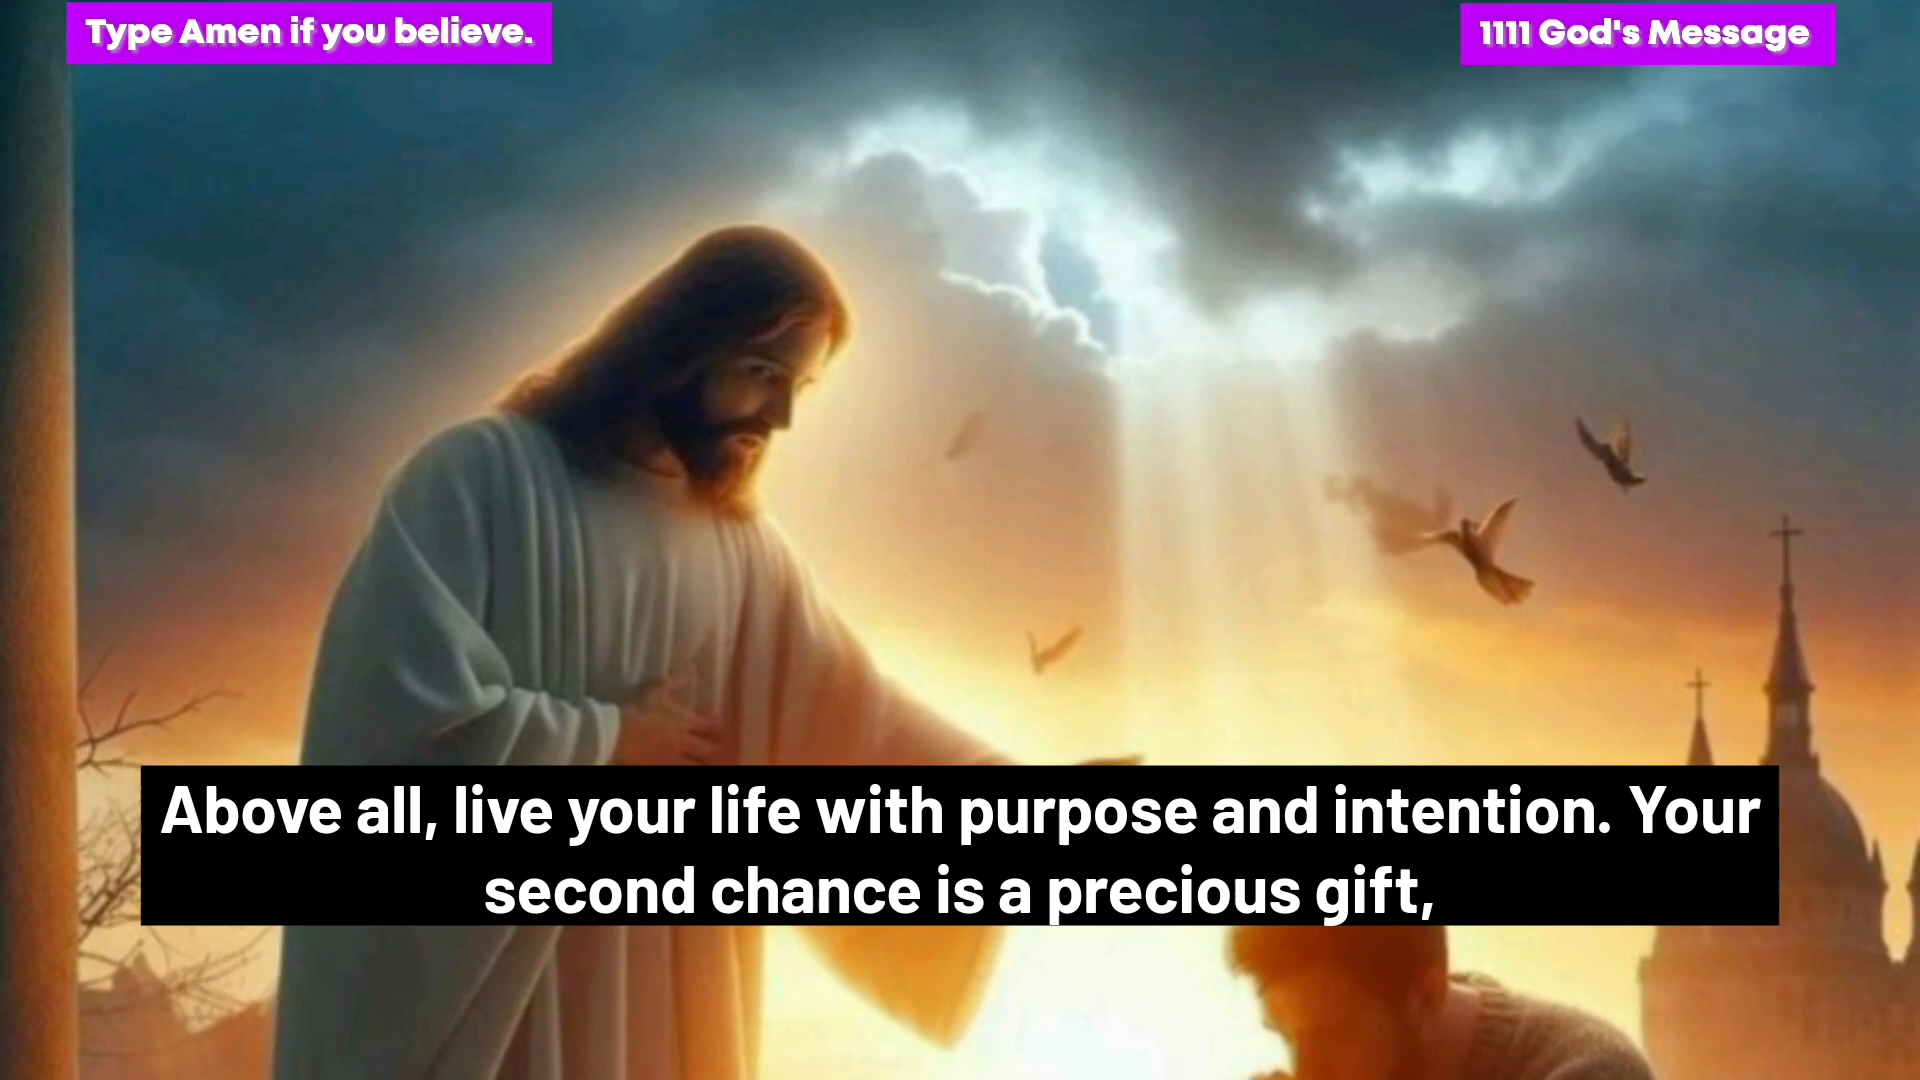 Type Amen if you believe.
1111 God's Message
Above all, live your life with purpose and intention. Your
second chance is a precious gift,